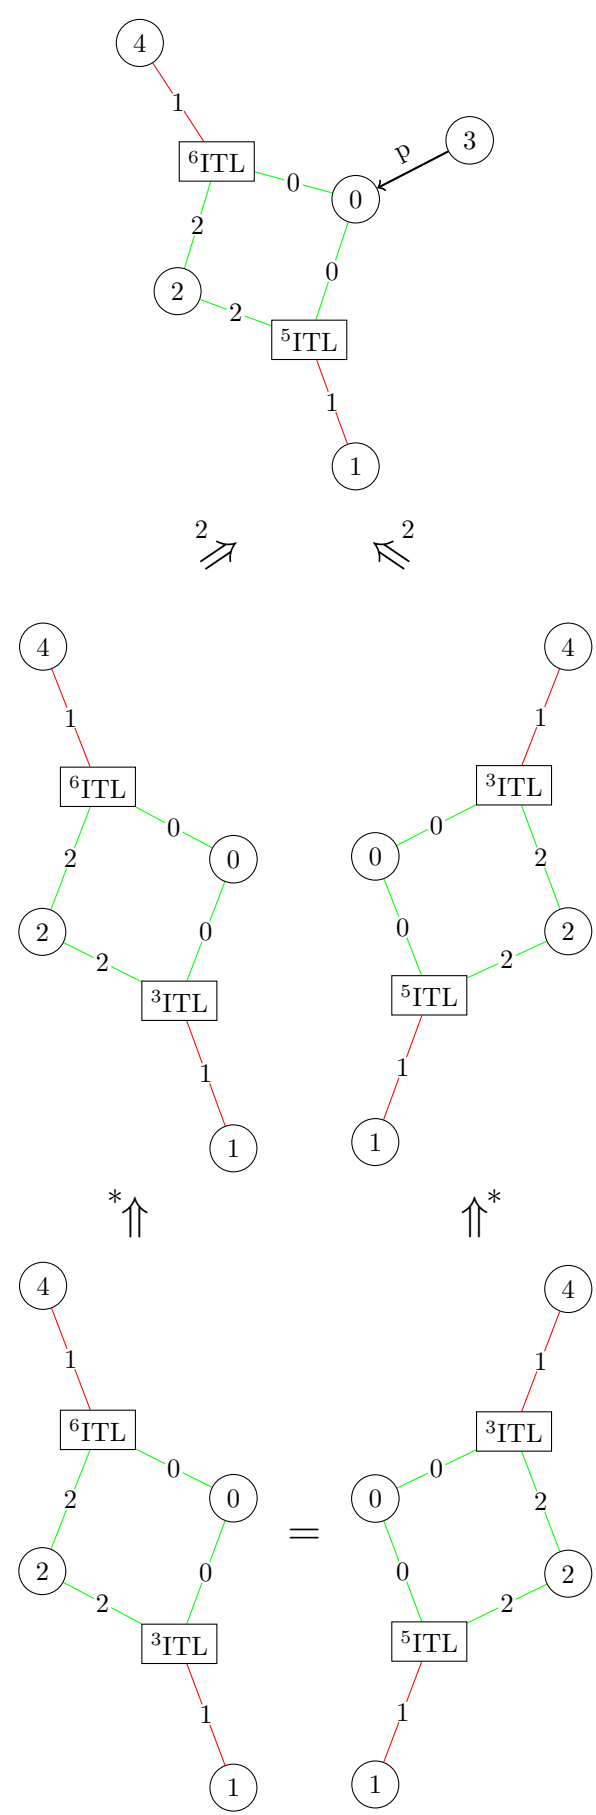 4
1
⁶ITL
3
p
0
0
2
0
2
2
⁵ITL
1
1
2 ⇗ ⇖ 2
4 4
1 1
⁶ITL ³ITL
0 0
2 0 0 2
2 0 0 2
2 2
³ITL ⁵ITL
1 1
1 1
*⇑ ⇑*
4 4
1 1
⁶ITL ³ITL
0 0
2 0 0 2
=
2 0 0 2
2 2
³ITL ⁵ITL
1 1
1 1